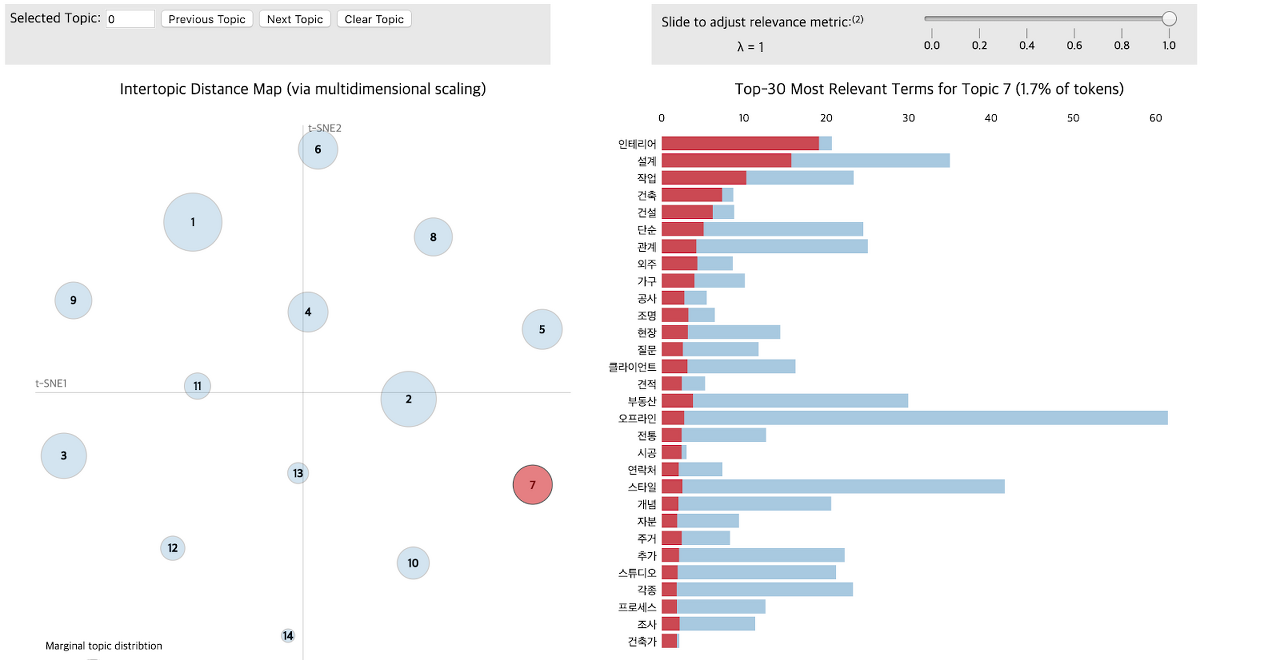 Selected Topic: 0 Previous Topic Next Topic Clear Topic
Slide to adjust relevance metric:(2)
λ = 1
0.0 0.2 0.4 0.6 0.8 1.0
Intertopic Distance Map (via multidimensional scaling)
t-SNE2
t-SNE1
6
1
8
9
4
5
11
2
3
13
7
12
10
14
Marginal topic distribtion
Top-30 Most Relevant Terms for Topic 7 (1.7% of tokens)
0 10 20 30 40 50 60
인테리어
설계
작업
건축
건설
단순
관계
외주
가구
공사
조명
현장
질문
클라이언트
견적
부동산
오프라인
전통
시공
연락처
스타일
개념
자분
주거
추가
스튜디오
각종
프로세스
조사
건축가